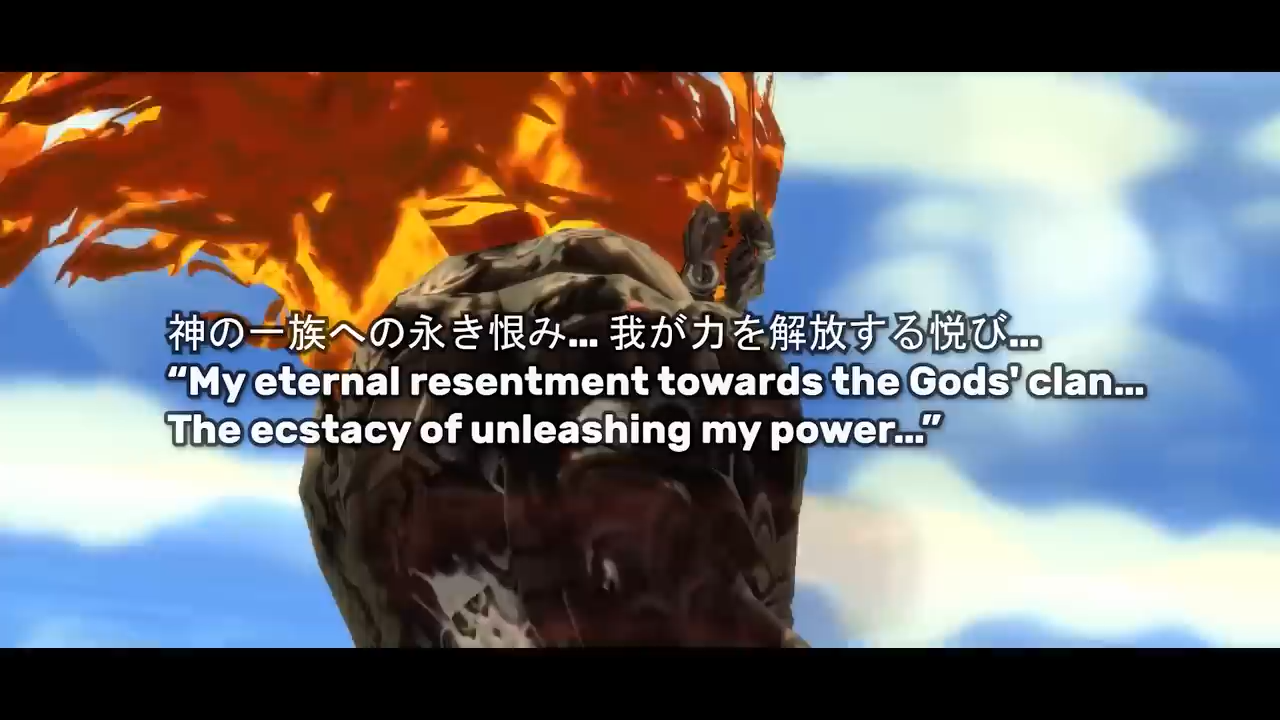 神の一族への永き恨み... 我が力を解放する悦び...
“My eternal resentment towards the Gods' clan...
The ecstacy of unleashing my power...”